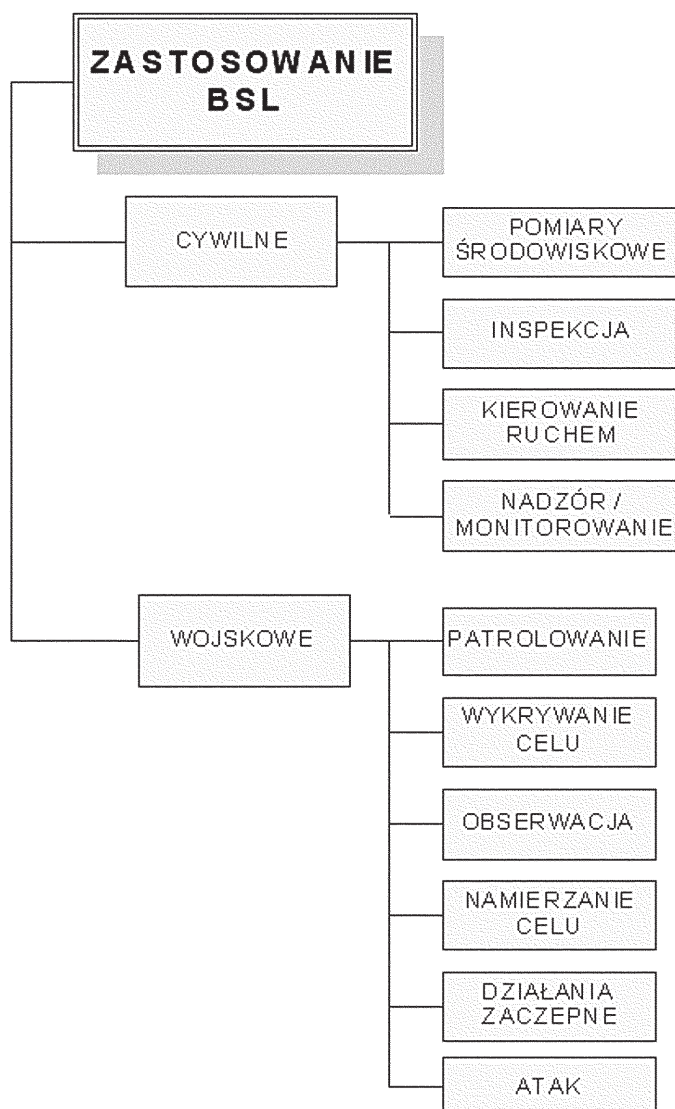 ZASTOSOWANIE
BSL
CYWILNE
POMIARY
ŚRODOWISKOWE
INSPEKCJA
KIEROWANIE
RUCHEM
NADZÓR /
MONITOROWANIE
WOJSKOWE
PATROLOWANIE
WYKRYWANIE
CELU
OBSERWACJA
NAMIERZANIE
CELU
DZIAŁANIA
ZACZEPNE
ATAK